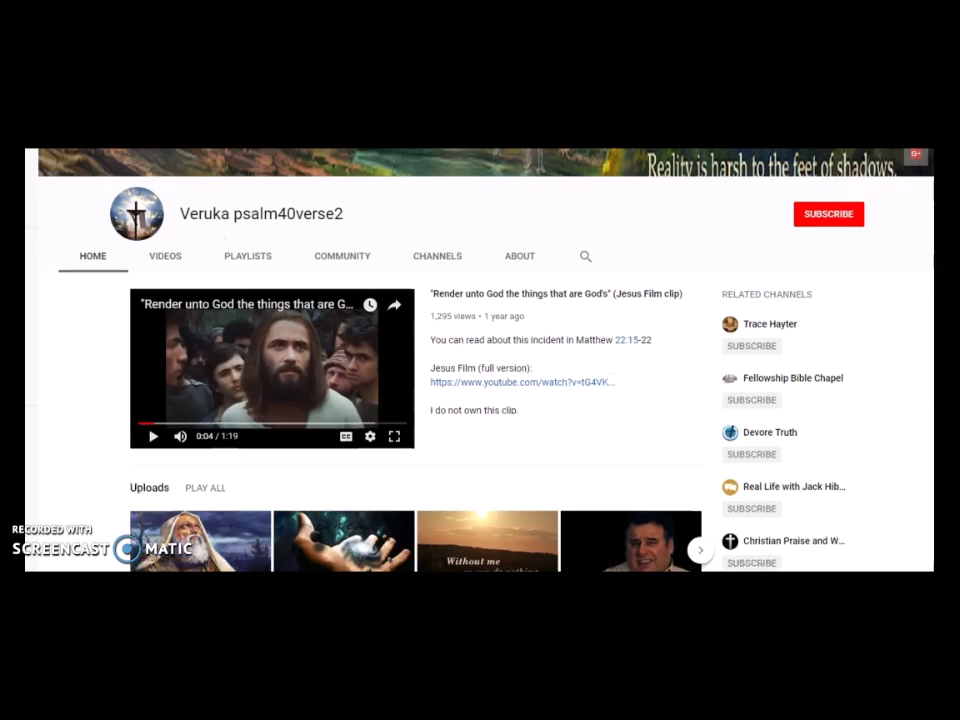 Reality is harsh to the feet of shadows.
G+
Veruka psalm40verse2
SUBSCRIBE
HOME VIDEOS PLAYLISTS COMMUNITY CHANNELS ABOUT
"Render unto God the things that are G...
0:04 / 1:19
CC
"Render unto God the things that are God's" (Jesus Film clip)
1,295 views • 1 year ago
You can read about this incident in Matthew 22:15-22
Jesus Film (full version):
https://www.youtube.com/watch?v=tG4VK...
I do not own this clip.
RELATED CHANNELS
Trace Hayter
SUBSCRIBE
Fellowship Bible Chapel
SUBSCRIBE
Devore Truth
SUBSCRIBE
Real Life with Jack Hib...
SUBSCRIBE
Christian Praise and W...
SUBSCRIBE
Uploads PLAY ALL
Without me
RECORDED WITH
SCREENCAST MATIC